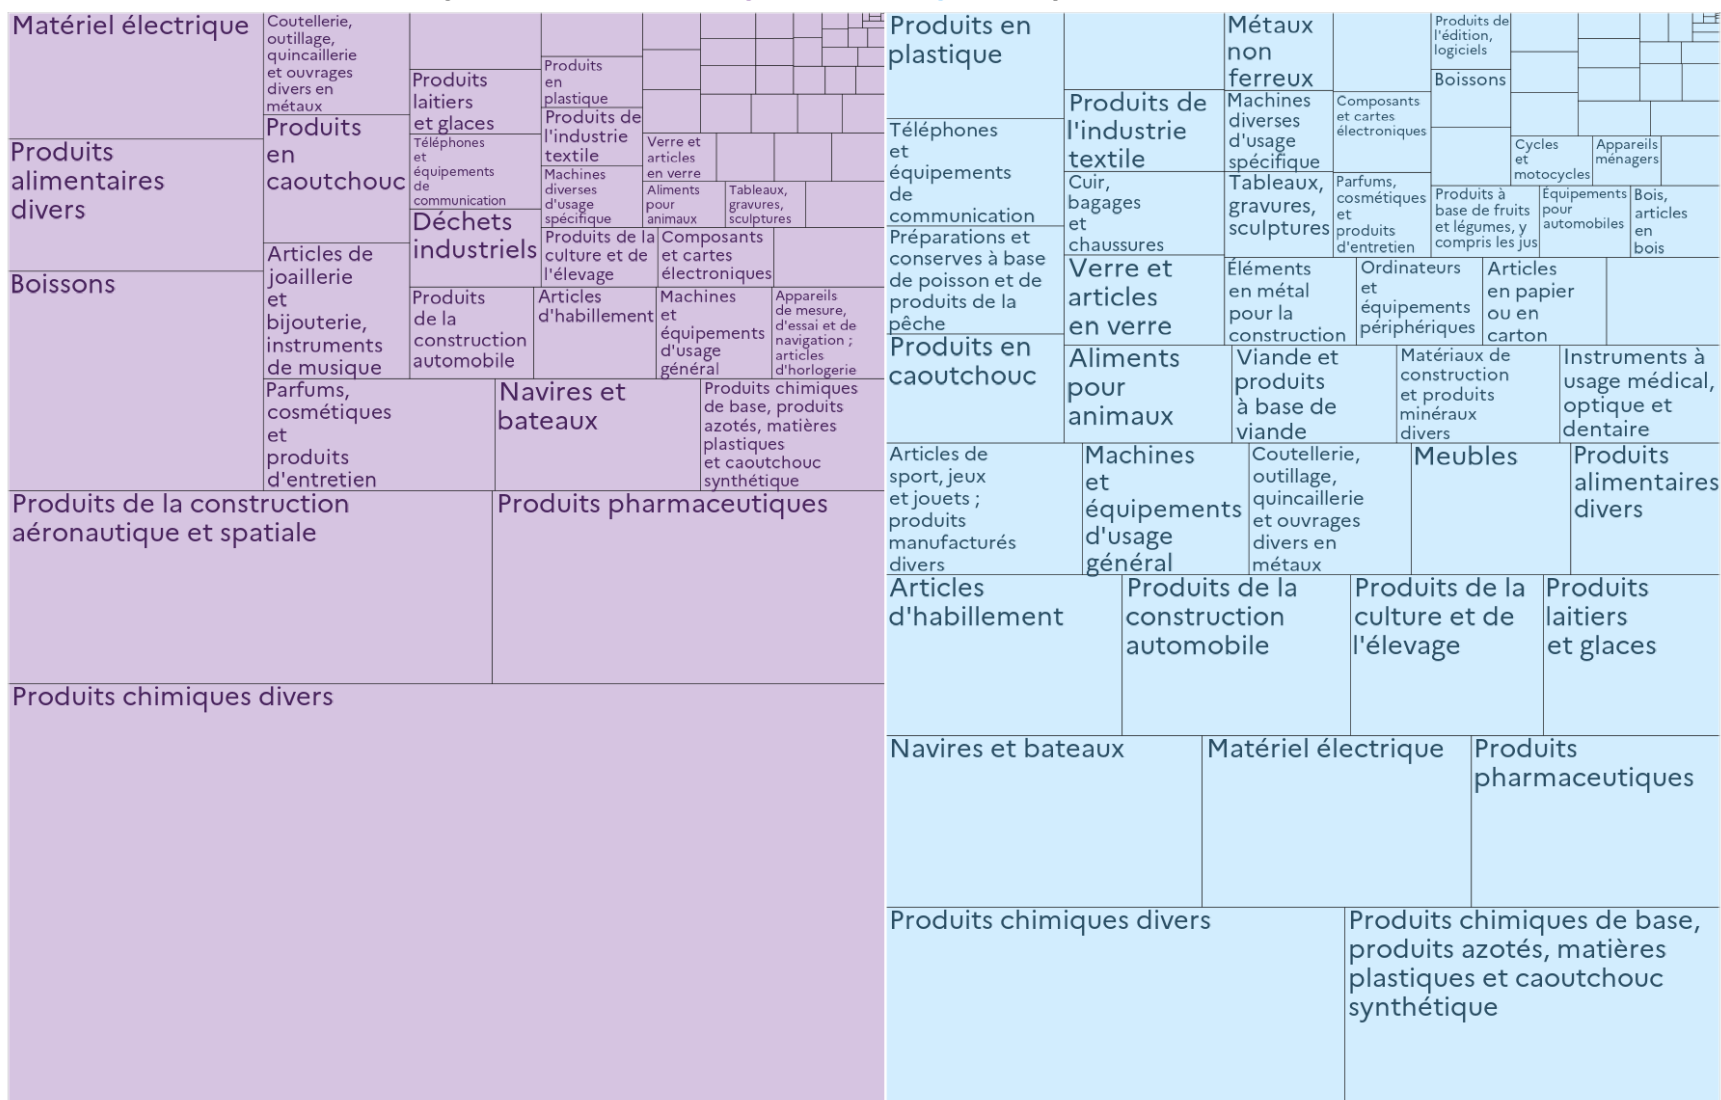 Matériel électrique
Produits
alimentaires
divers
Boissons
Coutellerie,
outillage,
quincaillerie
et ouvrages
divers en
métaux
Produits
en
caoutchouc
Articles de
joaillerie
et
bijouterie,
instruments
de musique
Produits
laitiers
et glaces
Téléphones
et
équipements
de
communication
Déchets
industriels
Produits
en
plastique
Produits de
l'industrie
textile
Machines
diverses
d'usage
spécifique
Verre et
articles
en verre
Aliments
pour
animaux
Tableaux,
gravures,
sculptures
Produits de la
culture et de
l'élevage
Composants
et cartes
électroniques
Produits
de la
construction
automobile
Articles
d'habillement
Machines
et
équipements
d'usage
général
Appareils
de mesure,
d'essai et de
navigation ;
articles
d'horlogerie
Parfums,
cosmétiques
et
produits
d'entretien
Navires et
bateaux
Produits chimiques
de base, produits
azotés, matières
plastiques
et caoutchouc
synthétique
Produits de la construction
aéronautique et spatiale
Produits pharmaceutiques
Produits chimiques divers
Produits en
plastique
Téléphones
et
équipements
de
communication
Préparations et
conserves à base
de poisson et de
produits de la
pêche
Produits en
caoutchouc
Produits de
l'industrie
textile
Cuir,
bagages
et
chaussures
Verre et
articles
en verre
Métaux
non
ferreux
Machines
diverses
d'usage
spécifique
Tableaux,
gravures,
sculptures
Composants
et cartes
électroniques
Parfums,
cosmétiques
et
produits
d'entretien
Produits de
l'édition,
logiciels
Boissons
Cycles
et
motocycles
Appareils
ménagers
Produits à
base de fruits
et légumes, y
compris les jus
Équipements
pour
automobiles
Bois,
articles
en
bois
Éléments
en métal
pour la
construction
Ordinateurs
et
équipements
périphériques
Articles
en papier
ou en
carton
Aliments
pour
animaux
Viande et
produits
à base de
viande
Matériaux de
construction
et produits
minéraux
divers
Instruments à
usage médical,
optique et
dentaire
Articles de
sport, jeux
et jouets ;
produits
manufacturés
divers
Machines
et
équipements
d'usage
général
Coutellerie,
outillage,
quincaillerie
et ouvrages
divers en
métaux
Meubles
Produits
alimentaires
divers
Articles
d'habillement
Produits de la
construction
automobile
Produits de la
culture et de
l'élevage
Produits
laitiers
et glaces
Navires et bateaux
Matériel électrique
Produits
pharmaceutiques
Produits chimiques divers
Produits chimiques de base,
produits azotés, matières
plastiques et caoutchouc
synthétique